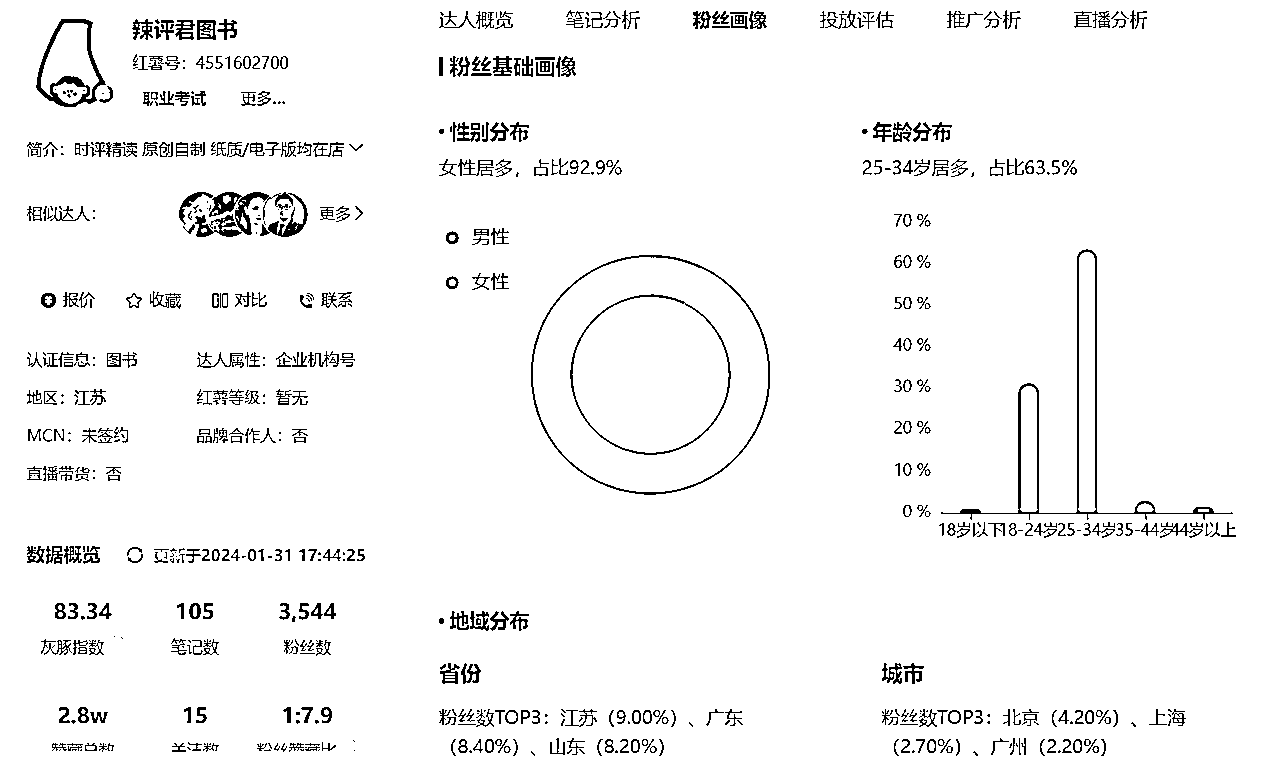 辣评君图书
红薯号：4551602700
职业考试 更多...
简介：时评精读 原创自制 纸质/电子版均在店
相似达人：
更多
报价 收藏 对比 联系
认证信息：图书 达人属性：企业机构号
地区：江苏 红薯等级：暂无
MCN：未签约 品牌合作人：否
直播带货：否
数据概览 更新于2024-01-31 17:44:25
83.34 105 3,544
灰豚指数 笔记数 粉丝数
2.8w 15 1:7.9
赞藏总数 关注数 粉丝赞藏比
达人概览 笔记分析 粉丝画像 投放评估 推广分析 直播分析
粉丝基础画像
• 性别分布
女性居多，占比92.9%
男性
女性
• 年龄分布
25-34岁居多，占比63.5%
70 %
60 %
50 %
40 %
30 %
20 %
10 %
0 %
18岁以下 18-24岁 25-34岁 35-44岁 44岁以上
• 地域分布
省份
粉丝数TOP3：江苏（9.00%）、广东
（8.40%）、山东（8.20%）
城市
粉丝数TOP3：北京（4.20%）、上海
（2.70%）、广州（2.20%）